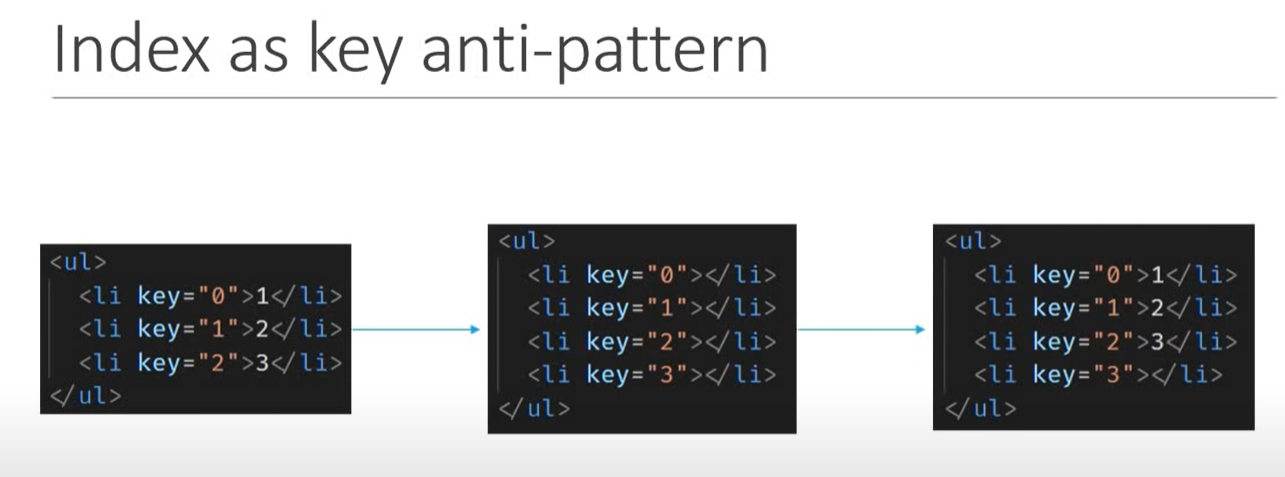 Index as key anti-pattern
<ul>
<li key="0">1</li>
<li key="1">2</li>
<li key="2">3</li>
</ul>
<ul>
<li key="0"></li>
<li key="1"></li>
<li key="2"></li>
<li key="3"></li>
</ul>
<ul>
<li key="0">1</li>
<li key="1">2</li>
<li key="2">3</li>
<li key="3"></li>
</ul>